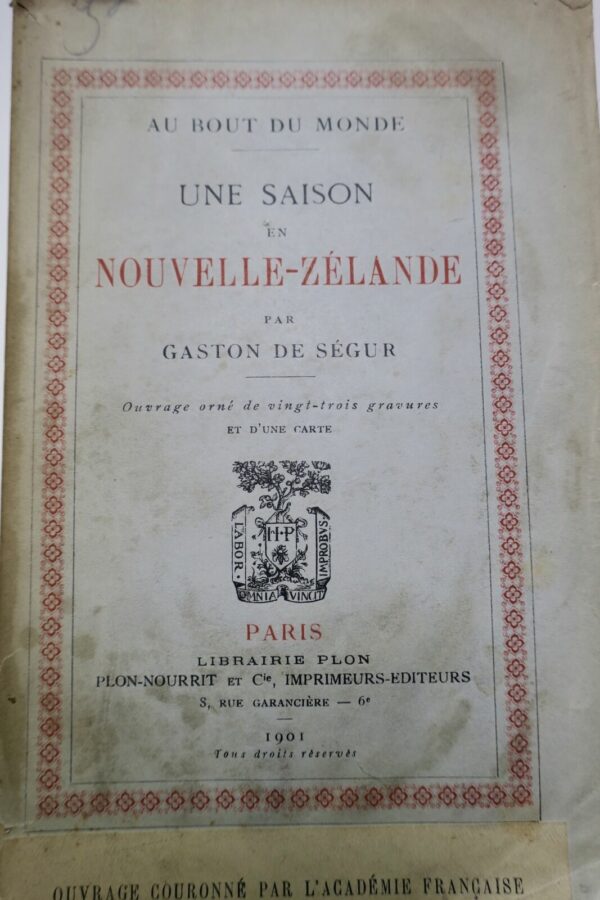 AU BOUT DU MONDE
UNE SAISON
EN
NOUVELLE-ZÉLANDE
PAR
GASTON DE SÉGUR
Ouvrage orné de vingt-trois gravures
ET D'UNE CARTE
H·P
LABOR
IMPROBVS
OMNIA VINCIT
PARIS
LIBRAIRIE PLON
PLON-NOURRIT ET Cie, IMPRIMEURS-EDITEURS
8, RUE GARANCIÈRE — 6e
1901
Tous droits réservés
OUVRAGE COURONNÉ PAR L'ACADÉMIE FRANÇAISE